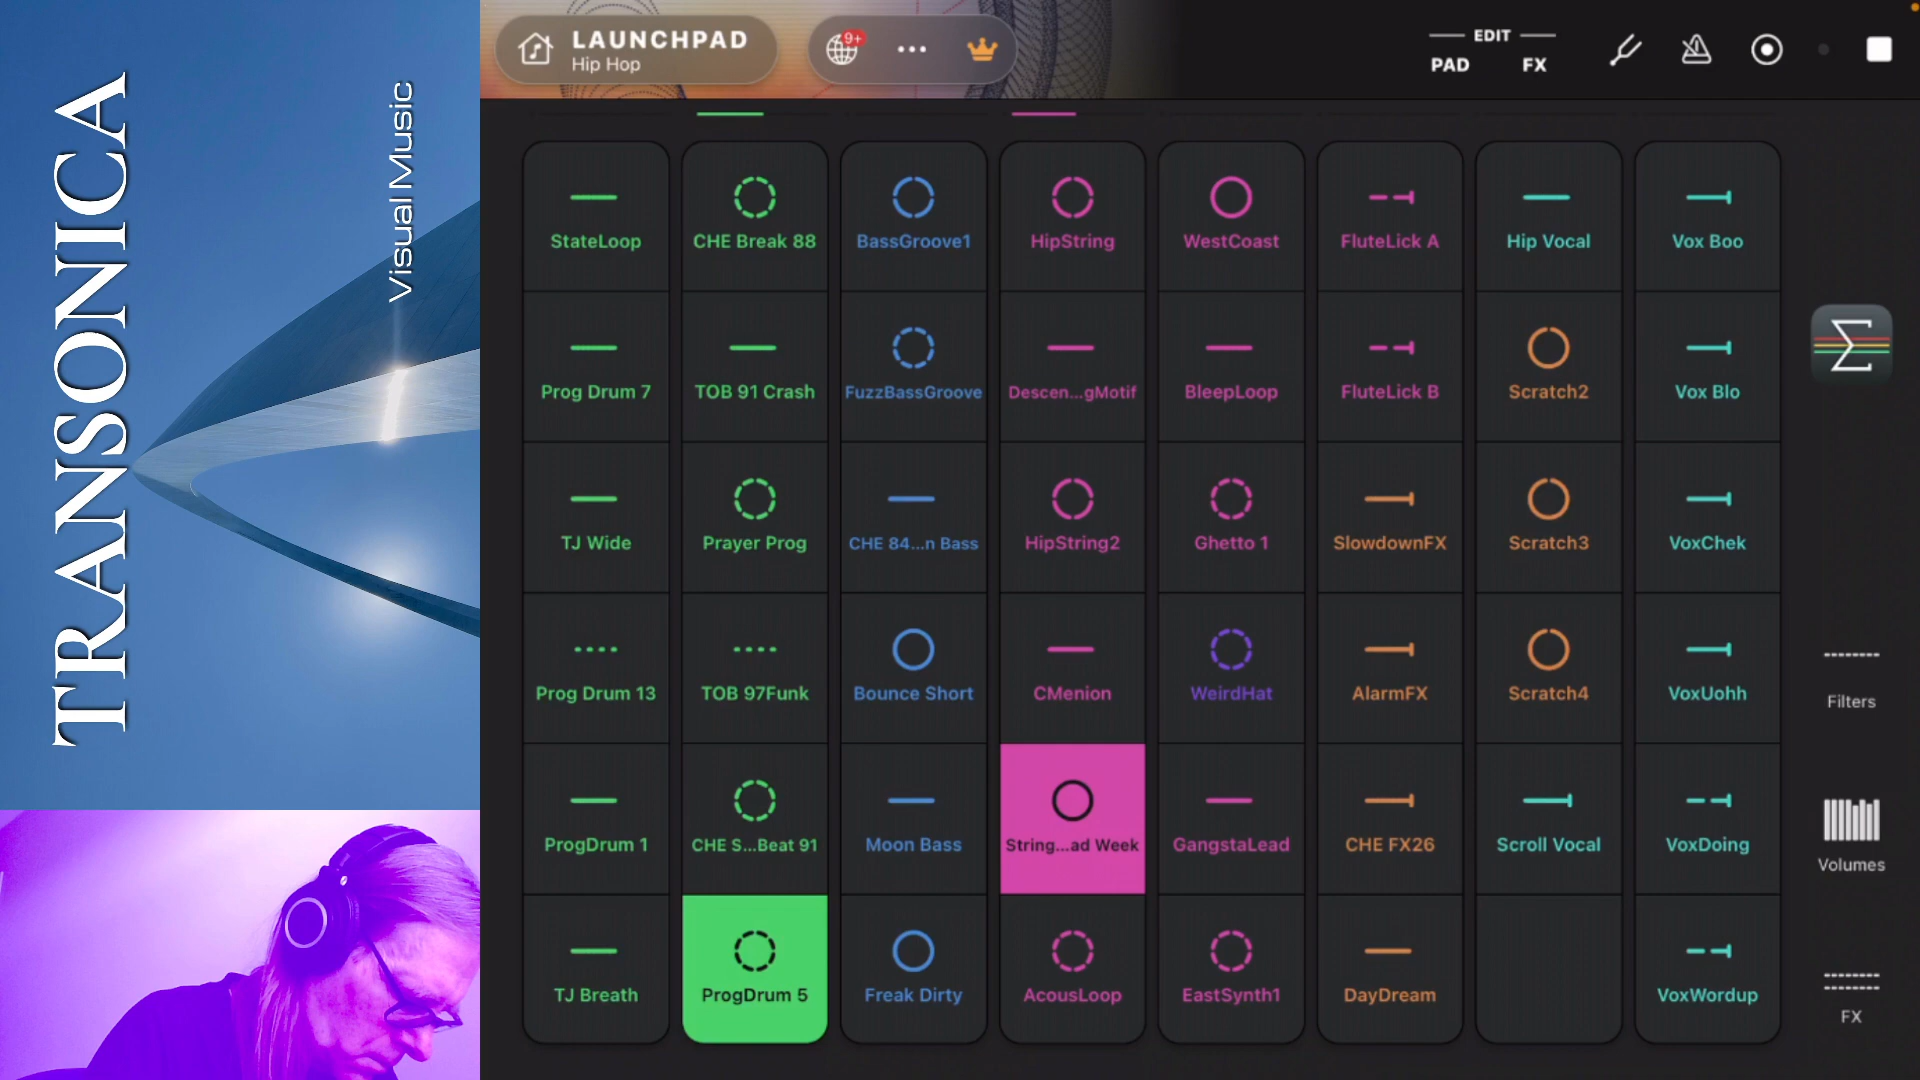 TRANSONICA
Visual Music
LAUNCHPAD
Hip Hop
9+
EDIT
PAD FX
StateLoop CHE Break 88 BassGroove1 HipString WestCoast FluteLick A Hip Vocal Vox Boo
Prog Drum 7 TOB 91 Crash FuzzBassGroove Descen...gMotif BleepLoop FluteLick B Scratch2 Vox Blo
TJ Wide Prayer Prog CHE 84...n Bass HipString2 Ghetto 1 SlowdownFX Scratch3 VoxChek
Prog Drum 13 TOB 97Funk Bounce Short CMenion WeirdHat AlarmFX Scratch4 VoxUohh
ProgDrum 1 CHE S...Beat 91 Moon Bass String...ad Week GangstaLead CHE FX26 Scroll Vocal VoxDoing
TJ Breath ProgDrum 5 Freak Dirty AcousLoop EastSynth1 DayDream VoxWordup
Σ
Filters
Volumes
FX